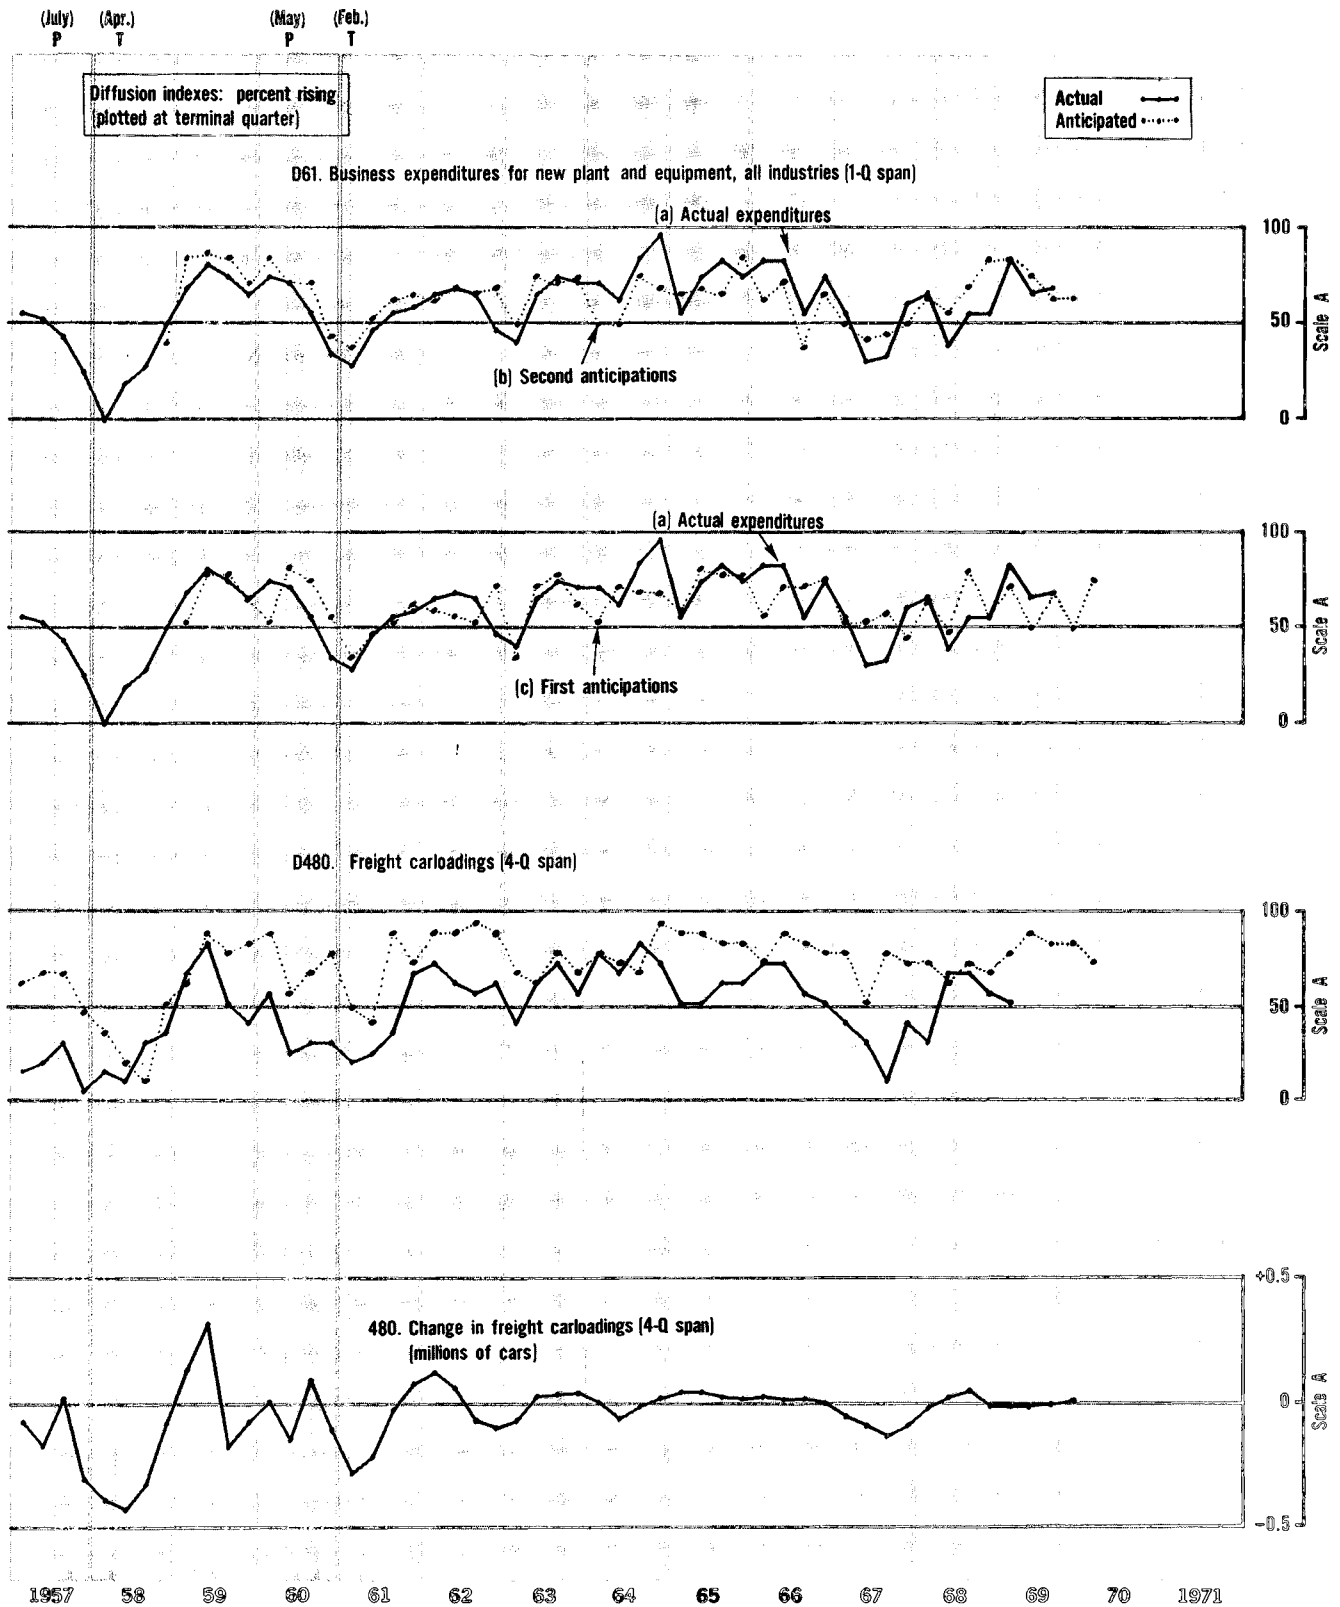 (July) (Apr.) (May) (Feb.)
P T P T
Diffusion indexes: percent rising
(plotted at terminal quarter)
Actual
Anticipated
D61. Business expenditures for new plant and equipment, all industries (1-Q span)
(a) Actual expenditures
100
50
0
Scale A
(b) Second anticipations
(a) Actual expenditures
100
50
0
Scale A
(c) First anticipations
D480. Freight carloadings (4-Q span)
100
50
0
Scale A
+0.5
480. Change in freight carloadings (4-Q span)
(millions of cars)
0
Scale A
-0.5
1957 58 59 60 61 62 63 64 65 66 67 68 69 70 1971